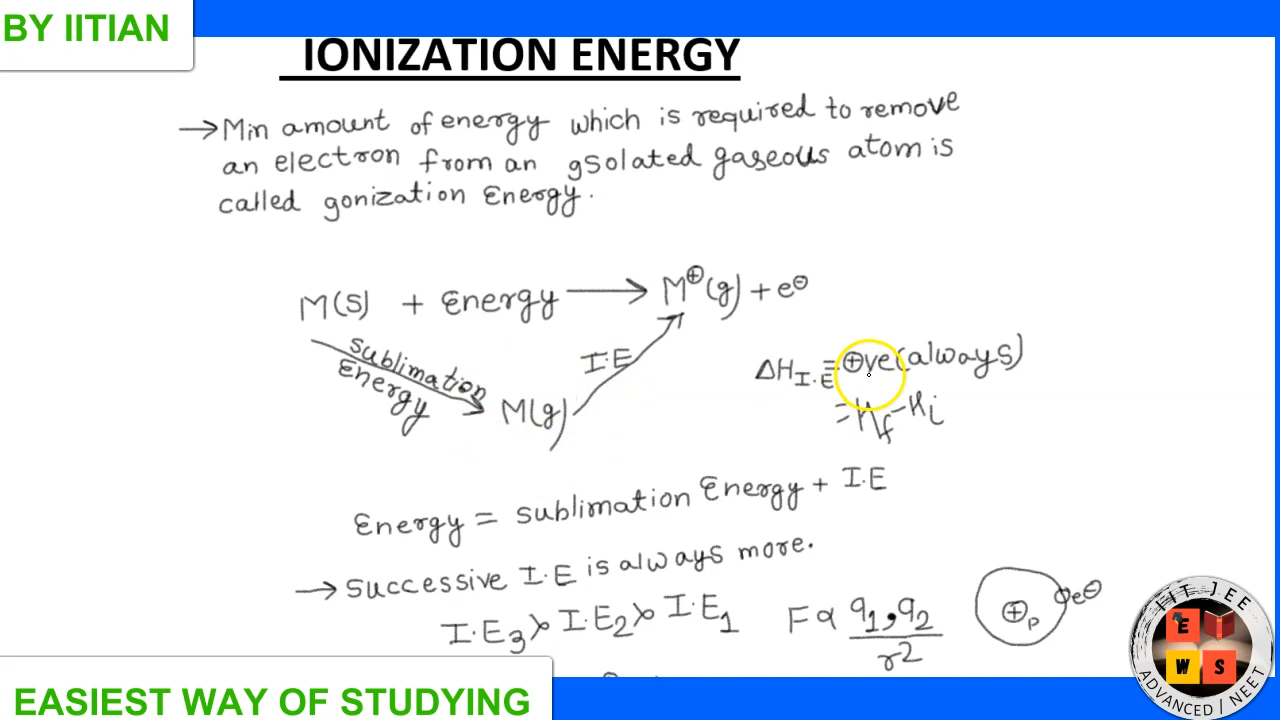 BY IITIAN
IONIZATION ENERGY
→ Min amount of energy which is required to remove
an electron from an gsolated gaseous atom is
called gonization Energy.
M(s) + Energy ⟶ M⊕(g) + e⊖
sublimation
Energy
I.E
M(g)
ΔH I.E = ⊕ve(always)
= Hf - Hi
Energy = sublimation Energy + I.E
→ Successive I.E is always more.
I.E3 > I.E2 > I.E1
F ∝ q1,q2
r2
⊕p
e⊖
IIT JEE
E
W S
ADVANCED / NEET
EASIEST WAY OF STUDYING